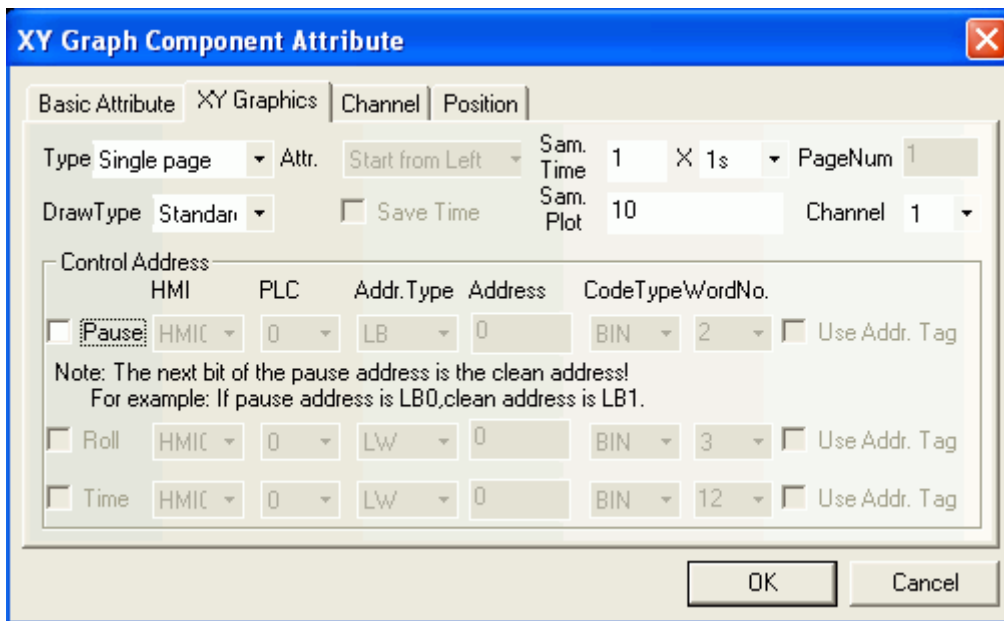 XY Graph Component Attribute
Basic Attribute XY Graphics Channel Position
Type Single page Attr. Start from Left Sam. Time 1 X 1s PageNum 1
DrawType Standar Save Time Sam. Plot 10 Channel 1
Control Address
HMI PLC Addr.Type Address CodeType WordNo.
Pause HMI0 0 LB 0 BIN 2 Use Addr. Tag
Note: The next bit of the pause address is the clean address!
For example: If pause address is LB0,clean address is LB1.
Roll HMI0 0 LW 0 BIN 3 Use Addr. Tag
Time HMI0 0 LW 0 BIN 12 Use Addr. Tag
OK Cancel